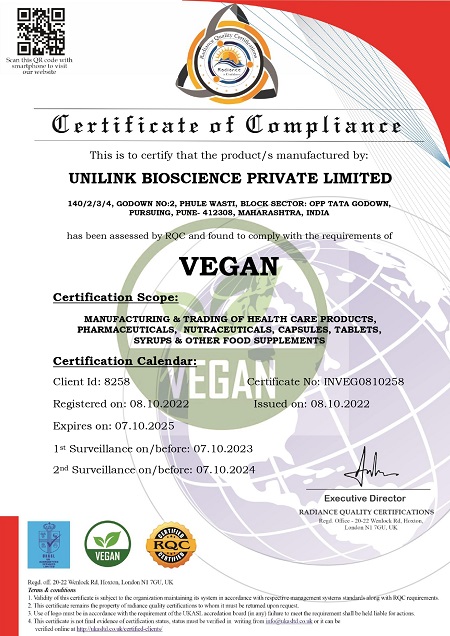 Scan this QR code with
smartphone to visit
our website
Radiance Quality Certifications
Radiance
Certificate of Compliance
This is to certify that the product/s manufactured by:
UNILINK BIOSCIENCE PRIVATE LIMITED
140/2/3/4, GODOWN NO:2, PHULE WASTI, BLOCK SECTOR: OPP TATA GODOWN,
PURSUING, PUNE- 412308, MAHARASHTRA, INDIA
has been assessed by RQC and found to comply with the requirements of
VEGAN
Certification Scope:
MANUFACTURING & TRADING OF HEALTH CARE PRODUCTS,
PHARMACEUTICALS, NUTRACEUTICALS, CAPSULES, TABLETS,
SYRUPS & OTHER FOOD SUPPLEMENTS
Certification Calendar:
VEGAN
Client Id: 8258 Certificate No: INVEG0810258
Registered on: 08.10.2022 Issued on: 08.10.2022
Expires on: 07.10.2025
1st Surveillance on/before: 07.10.2023
2nd Surveillance on/before: 07.10.2024
Executive Director
RADIANCE QUALITY CERTIFICATIONS
Regd. Office - 20-22 Wenlock Rd, Hoxton,
London N1 7GU, UK
VEGAN
CERTIFIED
RQC
CERTIFIED
Regd. off. 20-22 Wenlock Rd, Hoxton, London N1 7GU, UK
Terms & conditions
1. Validity of this certificate is subject to the organization maintaining its system in accordance with respective management systems standards along with RQC requirements.
2. This certificate remains the property of radiance quality certifications to whom it must be returned upon request.
3. Use of logo must be in accordance with the requirement of the UKASL accreditation board (in any) failure to meet the requirement shall be held liable for actions.
4. This certificate is not final evidence of certification status, status must be verified in writing from info@ukasltd.co.uk or it can be
verified online at http://ukasltd.co.uk/certified-clients/